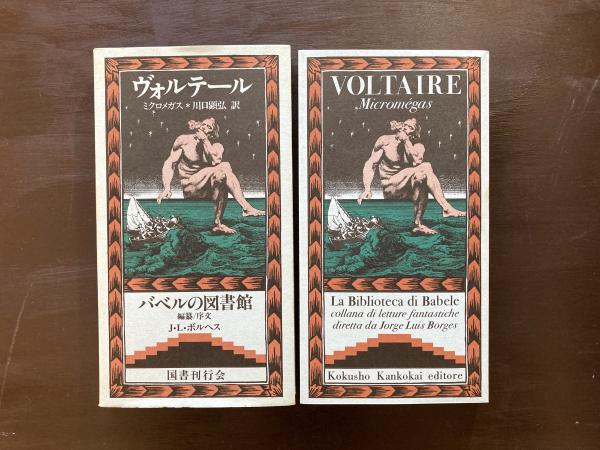 ヴォルテール
ミクロメガス*川口顕弘 訳
バベルの図書館
編纂/序文
J・L・ボルヘス
国書刊行会
VOLTAIRE
Micromégas
La Biblioteca di Babele
collana di letture fantastiche
diretta da Jorge Luis Borges
Kokusho Kankokai editore